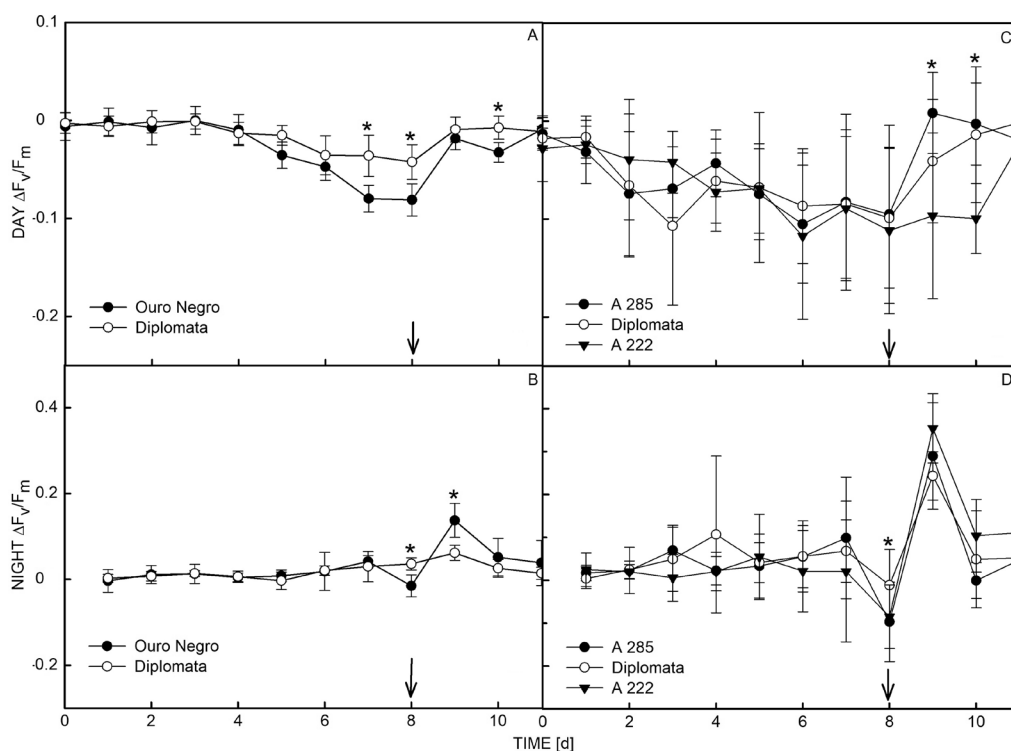 0.1
0
-0.1
-0.2
DAY ΔFv/Fm
A
*
*
*
Ouro Negro
Diplomata
C
*
*
A 285
Diplomata
A 222
0.4
0.2
0
-0.2
NIGHT ΔFv/Fm
B
*
*
Ouro Negro
Diplomata
D
*
A 285
Diplomata
A 222
0 2 4 6 8 10 0 2 4 6 8 10
TIME [d]